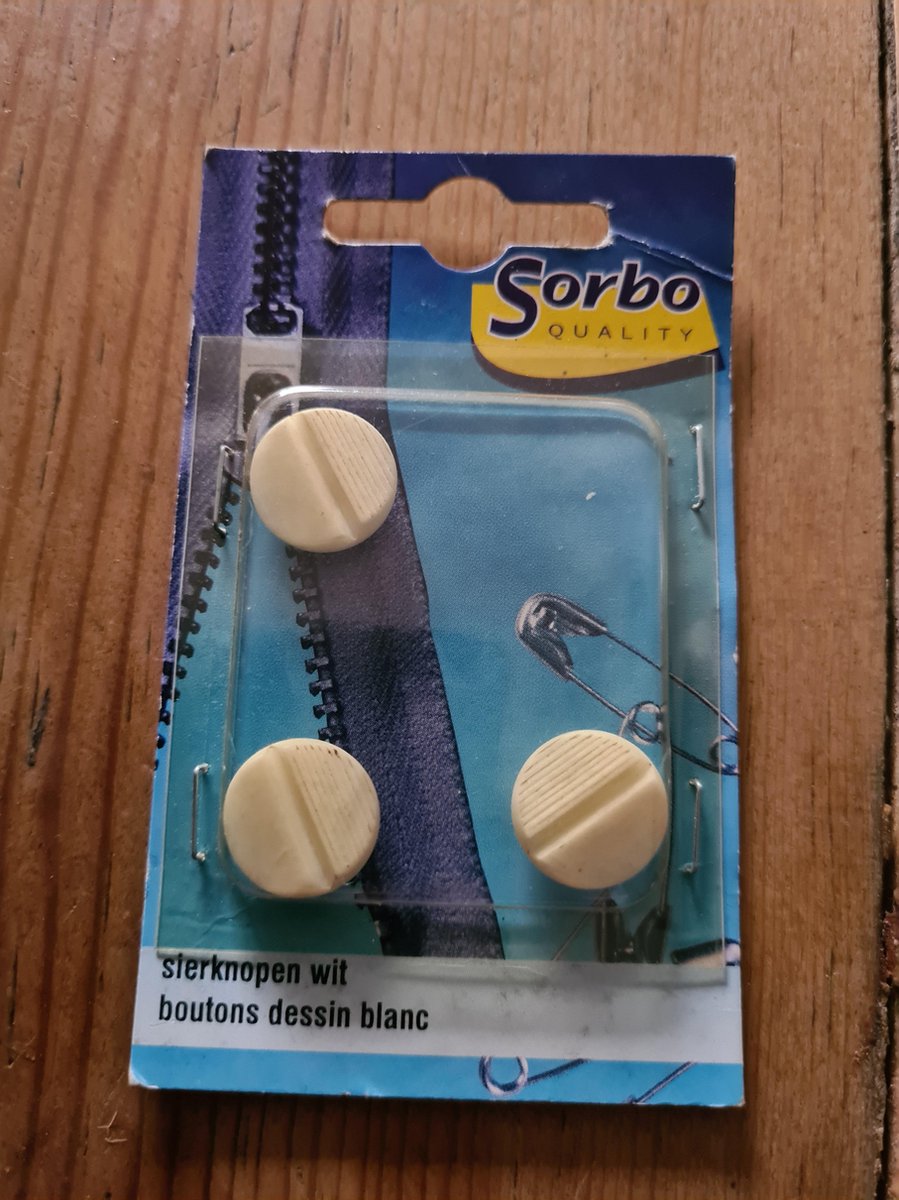 Sorbo
QUALITY
sierknopen wit
boutons dessin blanc